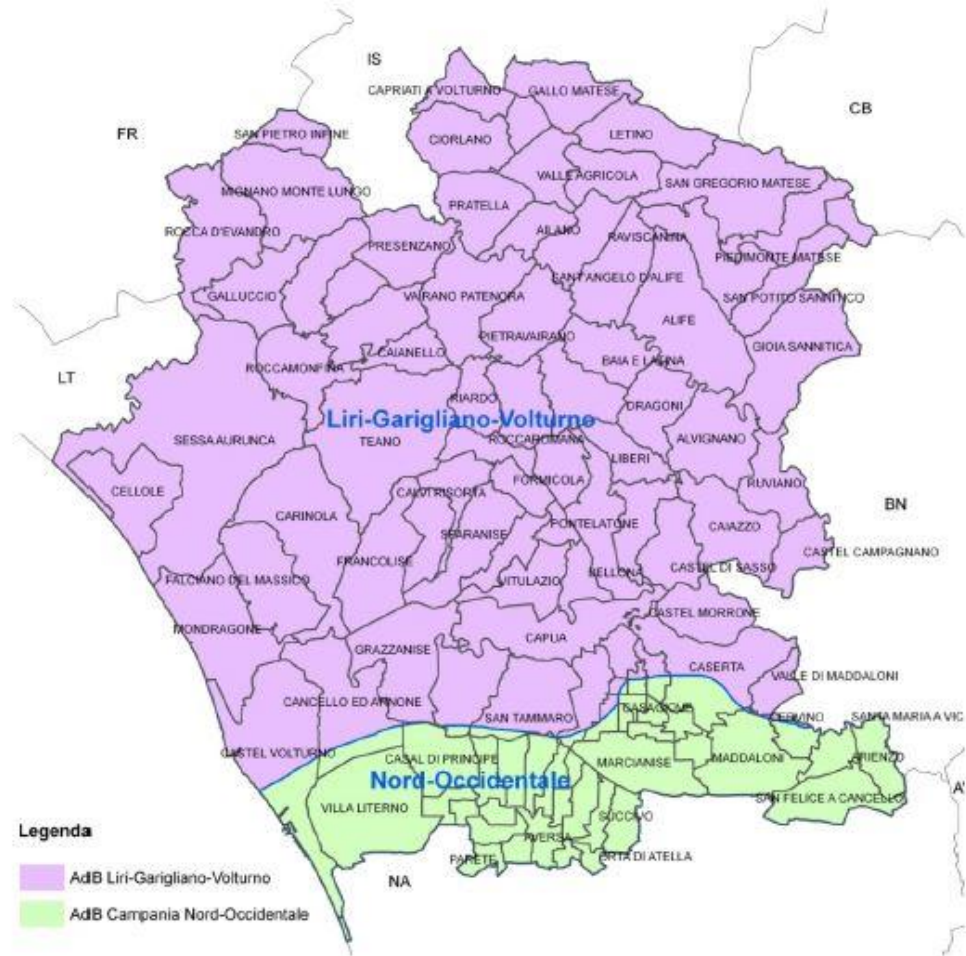 IS
CAPRIATI A VOLTURNO
GALLO MATESE
CB
FR
SAN PIETRO INFINE
CIORLANO
LETINO
VALLE AGRICOLA
SAN GREGORIO MATESE
MIGNANO MONTE LUNGO
PRATELLA
ROCCA D'EVANDRO
AILANO
RAVISCANINA
PRESENZANO
PIEDIMONTE MATESE
SANT'ANGELO D'ALIFE
GALLUCCIO
VAIRANO PATENORA
SAN POTITO SANNITICO
ALIFE
PIETRAVAIRANO
GIOIA SANNITICA
CAIANELLO
BAIA E LATINA
ROCCAMONFINA
LT
RIARDO
DRAGONI
Liri-Garigliano-Volturno
SESSA AURUNCA
TEANO
ROCCAROMANA
ALVIGNANO
LIBERI
CELLOLE
CALVI RISORTA
FORMICOLA
RUVIANO
BN
CARINOLA
SPARANISE
PONTELATONE
CAIAZZO
CASTEL CAMPAGNANO
FRANCOLISE
FALCIANO DEL MASSICO
VITULAZIO
BELLONA
CASTEL DI SASSO
CASTEL MORRONE
MONDRAGONE
CAPUA
GRAZZANISE
CASERTA
VALLE DI MADDALONI
CANCELLO ED ARNONE
CASAGIOVE
SAN TAMMARO
CERVINO
SANTA MARIA A VIC
CASTEL VOLTURNO
CASAL DI PRINCIPE
MARCIANISE
MADDALONI
ARIENZO
Nord-Occidentale
SAN FELICE A CANCELLO
VILLA LITERNO
SUCCIVO
Legenda
AVERSA
PARETE
ORTA DI ATELLA
NA
AdB Liri-Garigliano-Volturno
AdB Campania Nord-Occidentale